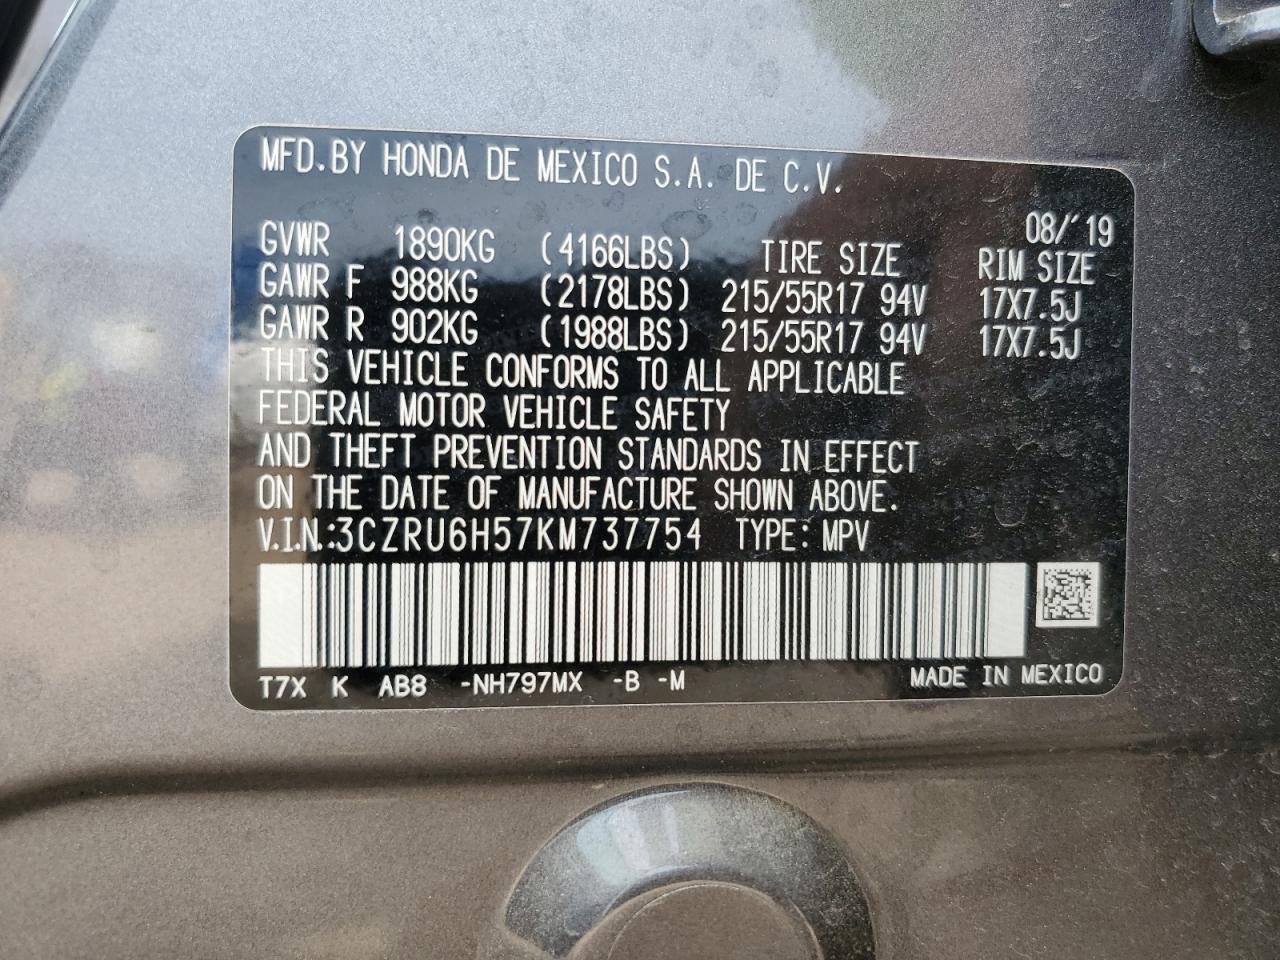 MFD.BY HONDA DE MEXICO S.A. DE C.V.
08/'19
GVWR 1890KG (4166LBS) TIRE SIZE RIM SIZE
GAWR F 988KG (2178LBS) 215/55R17 94V 17X7.5J
GAWR R 902KG (1988LBS) 215/55R17 94V 17X7.5J
THIS VEHICLE CONFORMS TO ALL APPLICABLE
FEDERAL MOTOR VEHICLE SAFETY
AND THEFT PREVENTION STANDARDS IN EFFECT
ON THE DATE OF MANUFACTURE SHOWN ABOVE.
V.I.N.:3CZRU6H57KM737754 TYPE: MPV
T7X K AB8 -NH797MX -B -M MADE IN MEXICO